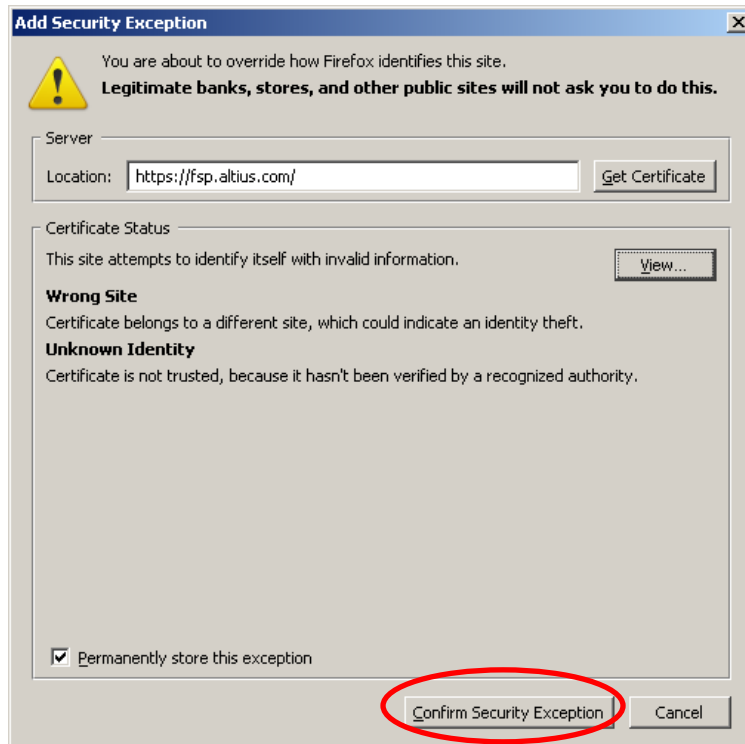 Add Security Exception
You are about to override how Firefox identifies this site.
Legitimate banks, stores, and other public sites will not ask you to do this.
Server
Location: https://fsp.altius.com/ Get Certificate
Certificate Status
This site attempts to identify itself with invalid information.
View...
Wrong Site
Certificate belongs to a different site, which could indicate an identity theft.
Unknown Identity
Certificate is not trusted, because it hasn't been verified by a recognized authority.
Permanently store this exception
Confirm Security Exception Cancel